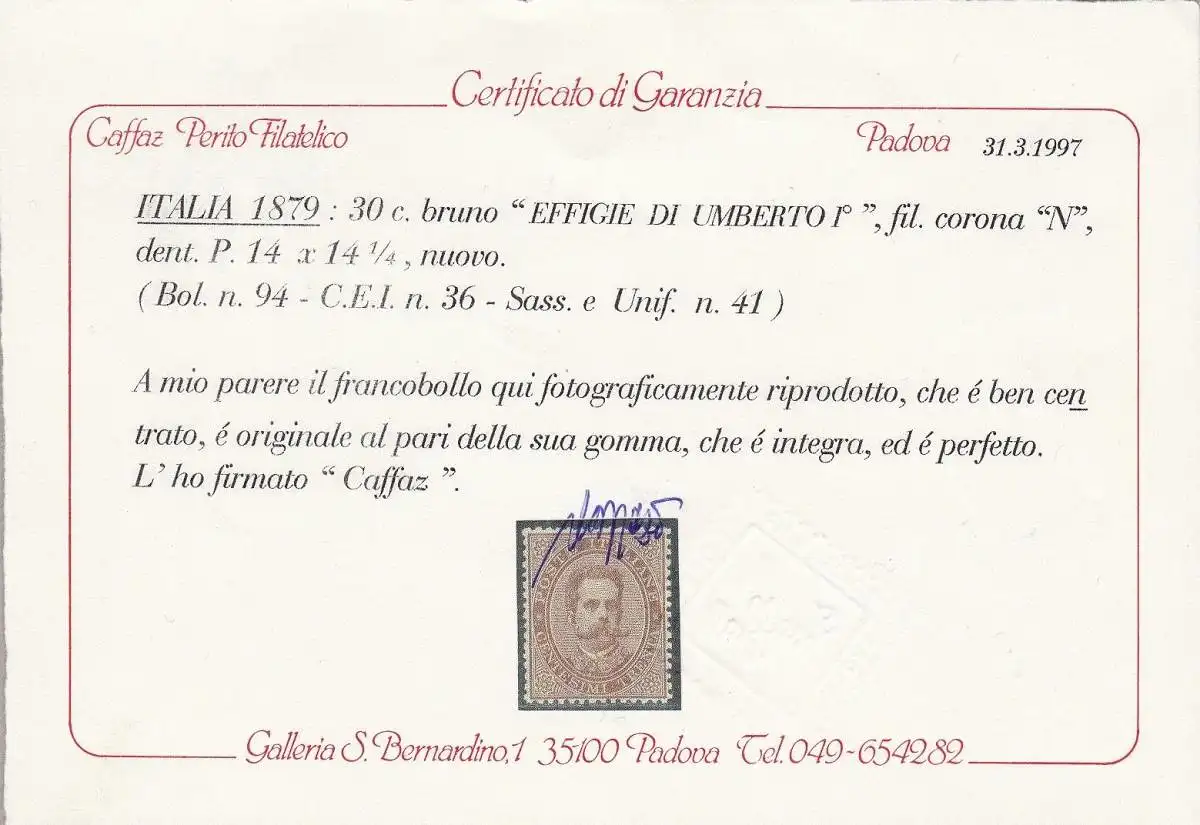 Certificato di Garanzia
Caffaz Perito Filatelico
Padova 31.3.1997
ITALIA 1879 : 30 c. bruno “ EFFIGIE DI UMBERTO I° ”, fil. corona “N”,
dent. P. 14 x 14 ¼ , nuovo.
( Bol. n. 94 - C.E.I. n. 36 - Sass. e Unif. n. 41 )
A mio parere il francobollo qui fotograficamente riprodotto, che é ben cen
trato, é originale al pari della sua gomma, che é integra, ed é perfetto.
L' ho firmato “ Caffaz ”.
CENTESIMI TRENTA
Galleria S. Bernardino, 1 35100 Padova Tel. 049-654282